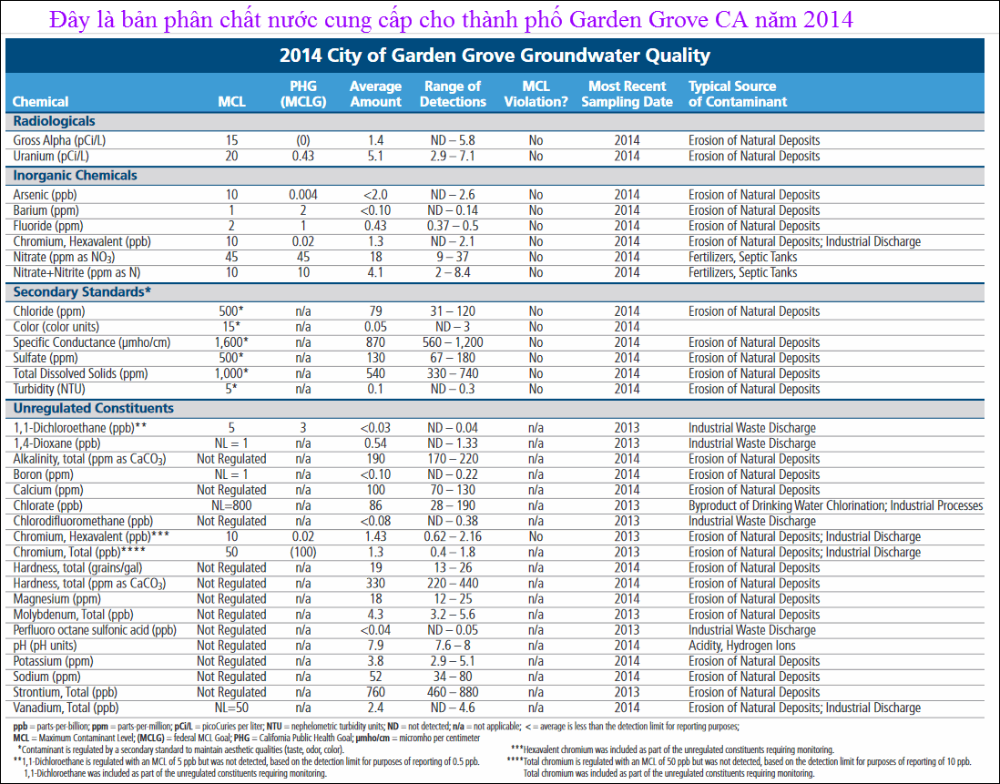 Đây là bản phân chất nước cung cấp cho thành phố Garden Grove CA năm 2014
2014 City of Garden Grove Groundwater Quality
Chemical MCL PHG (MCLG) Average Amount Range of Detections MCL Violation? Most Recent Sampling Date Typical Source of Contaminant
Radiologicals
Gross Alpha (pCi/L) 15 (0) 1.4 ND – 5.8 No 2014 Erosion of Natural Deposits
Uranium (pCi/L) 20 0.43 5.1 2.9 – 7.1 No 2014 Erosion of Natural Deposits
Inorganic Chemicals
Arsenic (ppb) 10 0.004 <2.0 ND – 2.6 No 2014 Erosion of Natural Deposits
Barium (ppm) 1 2 <0.10 ND – 0.14 No 2014 Erosion of Natural Deposits
Fluoride (ppm) 2 1 0.43 0.37 – 0.5 No 2014 Erosion of Natural Deposits
Chromium, Hexavalent (ppb) 10 0.02 1.3 ND – 2.1 No 2014 Erosion of Natural Deposits; Industrial Discharge
Nitrate (ppm as NO₃) 45 45 18 9 – 37 No 2014 Fertilizers, Septic Tanks
Nitrate+Nitrite (ppm as N) 10 10 4.1 2 – 8.4 No 2014 Fertilizers, Septic Tanks
Secondary Standards*
Chloride (ppm) 500* n/a 79 31 – 120 No 2014 Erosion of Natural Deposits
Color (color units) 15* n/a 0.05 ND – 3 No 2014
Specific Conductance (µmho/cm) 1,600* n/a 870 560 – 1,200 No 2014 Erosion of Natural Deposits
Sulfate (ppm) 500* n/a 130 67 – 180 No 2014 Erosion of Natural Deposits
Total Dissolved Solids (ppm) 1,000* n/a 540 330 – 740 No 2014 Erosion of Natural Deposits
Turbidity (NTU) 5* n/a 0.1 ND – 0.3 No 2014 Erosion of Natural Deposits
Unregulated Constituents
1,1-Dichloroethane (ppb)** 5 3 <0.03 ND – 0.04 n/a 2013 Industrial Waste Discharge
1,4-Dioxane (ppb) NL = 1 n/a 0.54 ND – 1.33 n/a 2013 Industrial Waste Discharge
Alkalinity, total (ppm as CaCO₃) Not Regulated n/a 190 170 – 220 n/a 2014 Erosion of Natural Deposits
Boron (ppm) NL = 1 n/a <0.10 ND – 0.22 n/a 2014 Erosion of Natural Deposits
Calcium (ppm) Not Regulated n/a 100 70 – 130 n/a 2014 Erosion of Natural Deposits
Chlorate (ppb) NL=800 n/a 86 28 – 190 n/a 2013 Byproduct of Drinking Water Chlorination; Industrial Processes
Chlorodifluoromethane (ppb) Not Regulated n/a <0.08 ND – 0.38 n/a 2013 Industrial Waste Discharge
Chromium, Hexavalent (ppb)*** 10 0.02 1.43 0.62 – 2.16 No 2013 Erosion of Natural Deposits; Industrial Discharge
Chromium, Total (ppb)**** 50 (100) 1.3 0.4 – 1.8 n/a 2013 Erosion of Natural Deposits; Industrial Discharge
Hardness, total (grains/gal) Not Regulated n/a 19 13 – 26 n/a 2014 Erosion of Natural Deposits
Hardness, total (ppm as CaCO₃) Not Regulated n/a 330 220 – 440 n/a 2014 Erosion of Natural Deposits
Magnesium (ppm) Not Regulated n/a 18 12 – 25 n/a 2014 Erosion of Natural Deposits
Molybdenum, Total (ppb) Not Regulated n/a 4.3 3.2 – 5.6 n/a 2013 Erosion of Natural Deposits
Perfluoro octane sulfonic acid (ppb) Not Regulated n/a <0.04 ND – 0.05 n/a 2013 Industrial Waste Discharge
pH (pH units) Not Regulated n/a 7.9 7.6 – 8 n/a 2014 Acidity, Hydrogen Ions
Potassium (ppm) Not Regulated n/a 3.8 2.9 – 5.1 n/a 2014 Erosion of Natural Deposits
Sodium (ppm) Not Regulated n/a 52 34 – 80 n/a 2014 Erosion of Natural Deposits
Strontium, Total (ppb) Not Regulated n/a 760 460 – 880 n/a 2013 Erosion of Natural Deposits
Vanadium, Total (ppb) NL=50 n/a 2.4 ND – 4.6 n/a 2014 Erosion of Natural Deposits; Industrial Discharge
ppb = parts-per-billion; ppm = parts-per-million; pCi/L = picoCuries per liter; NTU = nephelometric turbidity units; ND = not detected; n/a = not applicable; < = average is less than the detection limit for reporting purposes;
MCL = Maximum Contaminant Level; (MCLG) = federal MCL Goal; PHG = California Public Health Goal; µmho/cm = micromho per centimeter
*Contaminant is regulated by a secondary standard to maintain aesthetic qualities (taste, odor, color).
**1,1-Dichloroethane is regulated with an MCL of 5 ppb but was not detected, based on the detection limit for purposes of reporting of 0.5 ppb.
1,1-Dichloroethane was included as part of the unregulated constituents requiring monitoring.
***Hexavalent chromium was included as part of the unregulated constituents requiring monitoring.
****Total chromium is regulated with an MCL of 50 ppb but was not detected, based on the detection limit for purposes of reporting of 10 ppb.
Total chromium was included as part of the unregulated constituents requiring monitoring.